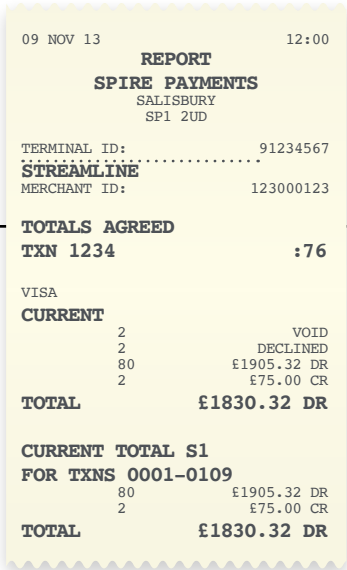 09 NOV 13 12:00
REPORT
SPIRE PAYMENTS
SALISBURY
SP1 2UD
TERMINAL ID: 91234567
..............................
STREAMLINE
MERCHANT ID: 123000123
TOTALS AGREED
TXN 1234 :76
VISA
CURRENT
2 VOID
2 DECLINED
80 £1905.32 DR
2 £75.00 CR
TOTAL £1830.32 DR
CURRENT TOTAL S1
FOR TXNS 0001-0109
80 £1905.32 DR
2 £75.00 CR
TOTAL £1830.32 DR